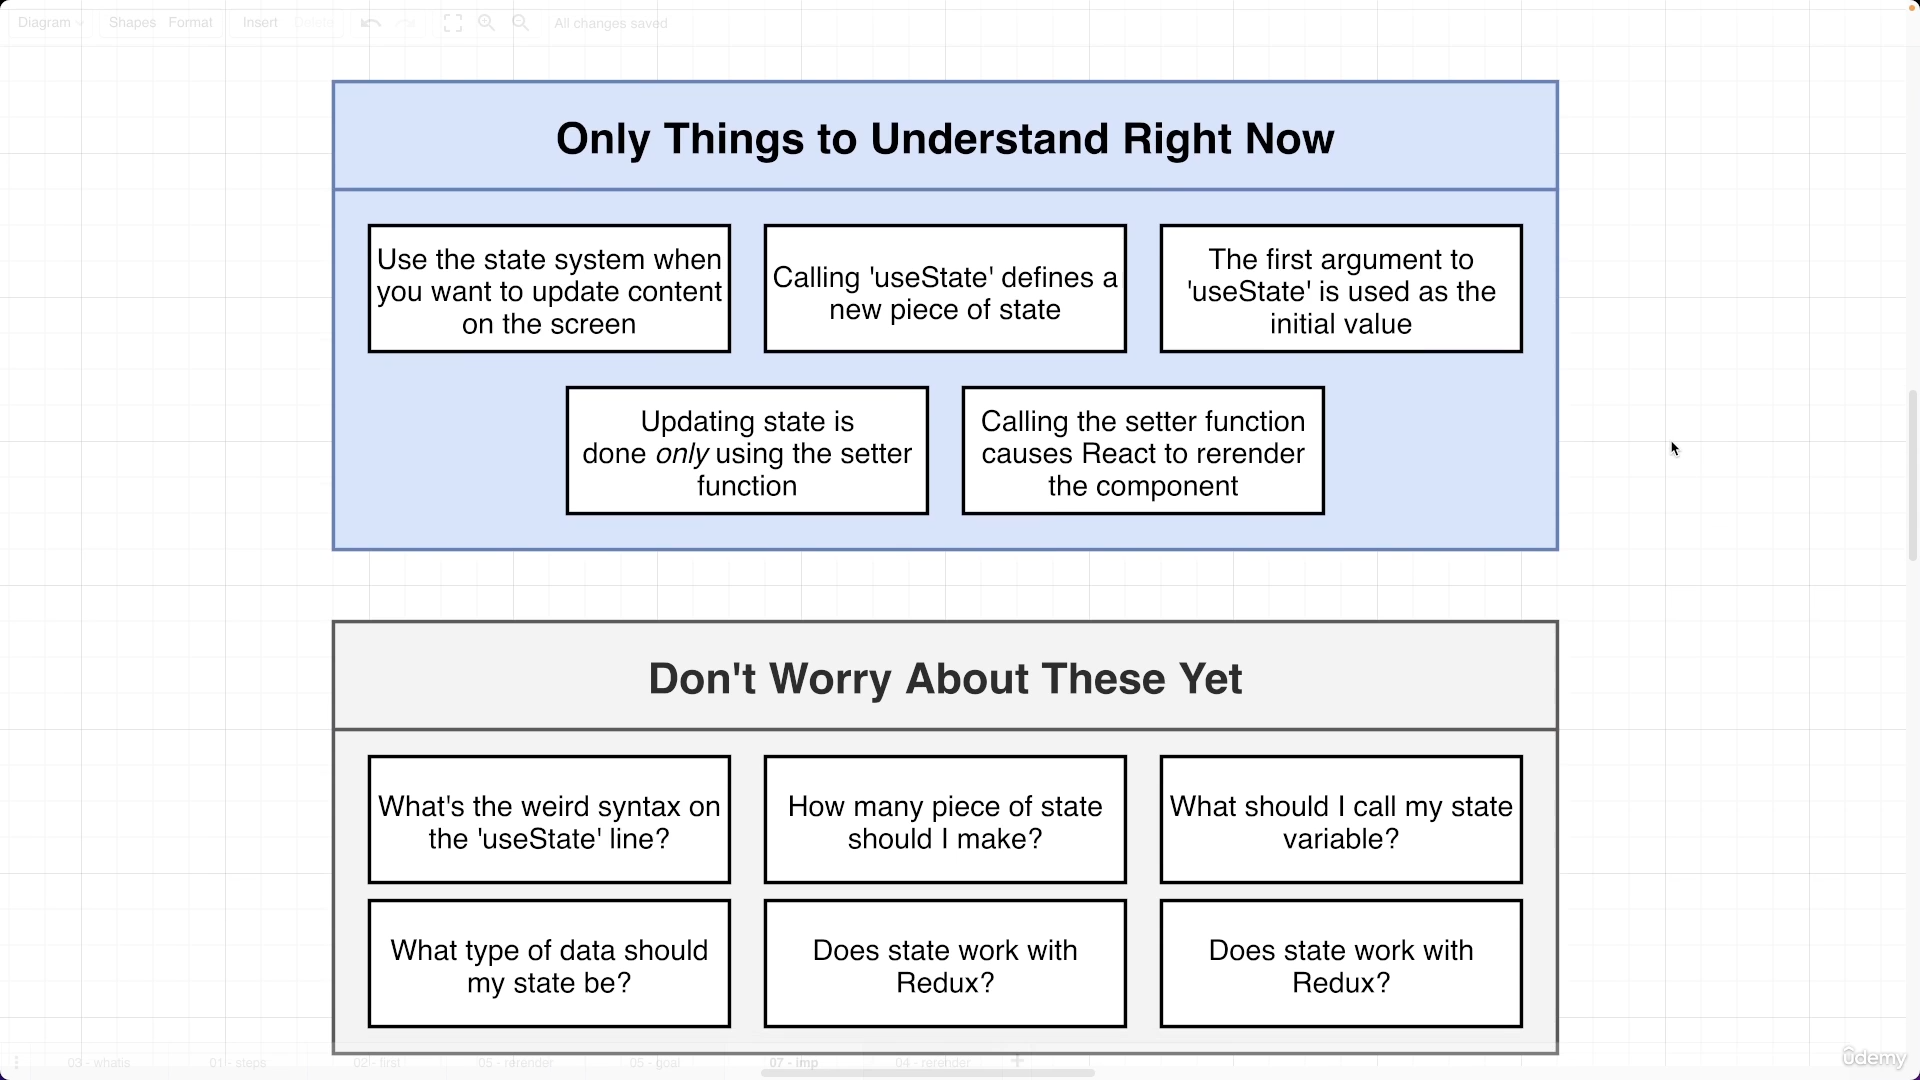 Diagram
Shapes
Format
Insert
Delete
All changes saved
Only Things to Understand Right Now
Use the state system when
you want to update content
on the screen
Calling 'useState' defines a
new piece of state
The first argument to
'useState' is used as the
initial value
Updating state is
done only using the setter
function
Calling the setter function
causes React to rerender
the component
Don't Worry About These Yet
What's the weird syntax on
the 'useState' line?
How many piece of state
should I make?
What should I call my state
variable?
What type of data should
my state be?
Does state work with
Redux?
Does state work with
Redux?
03 - whatis
01 - steps
02 - first
05 - rerender
05 - goal
07 - imp
04 - rerender
ûdemy